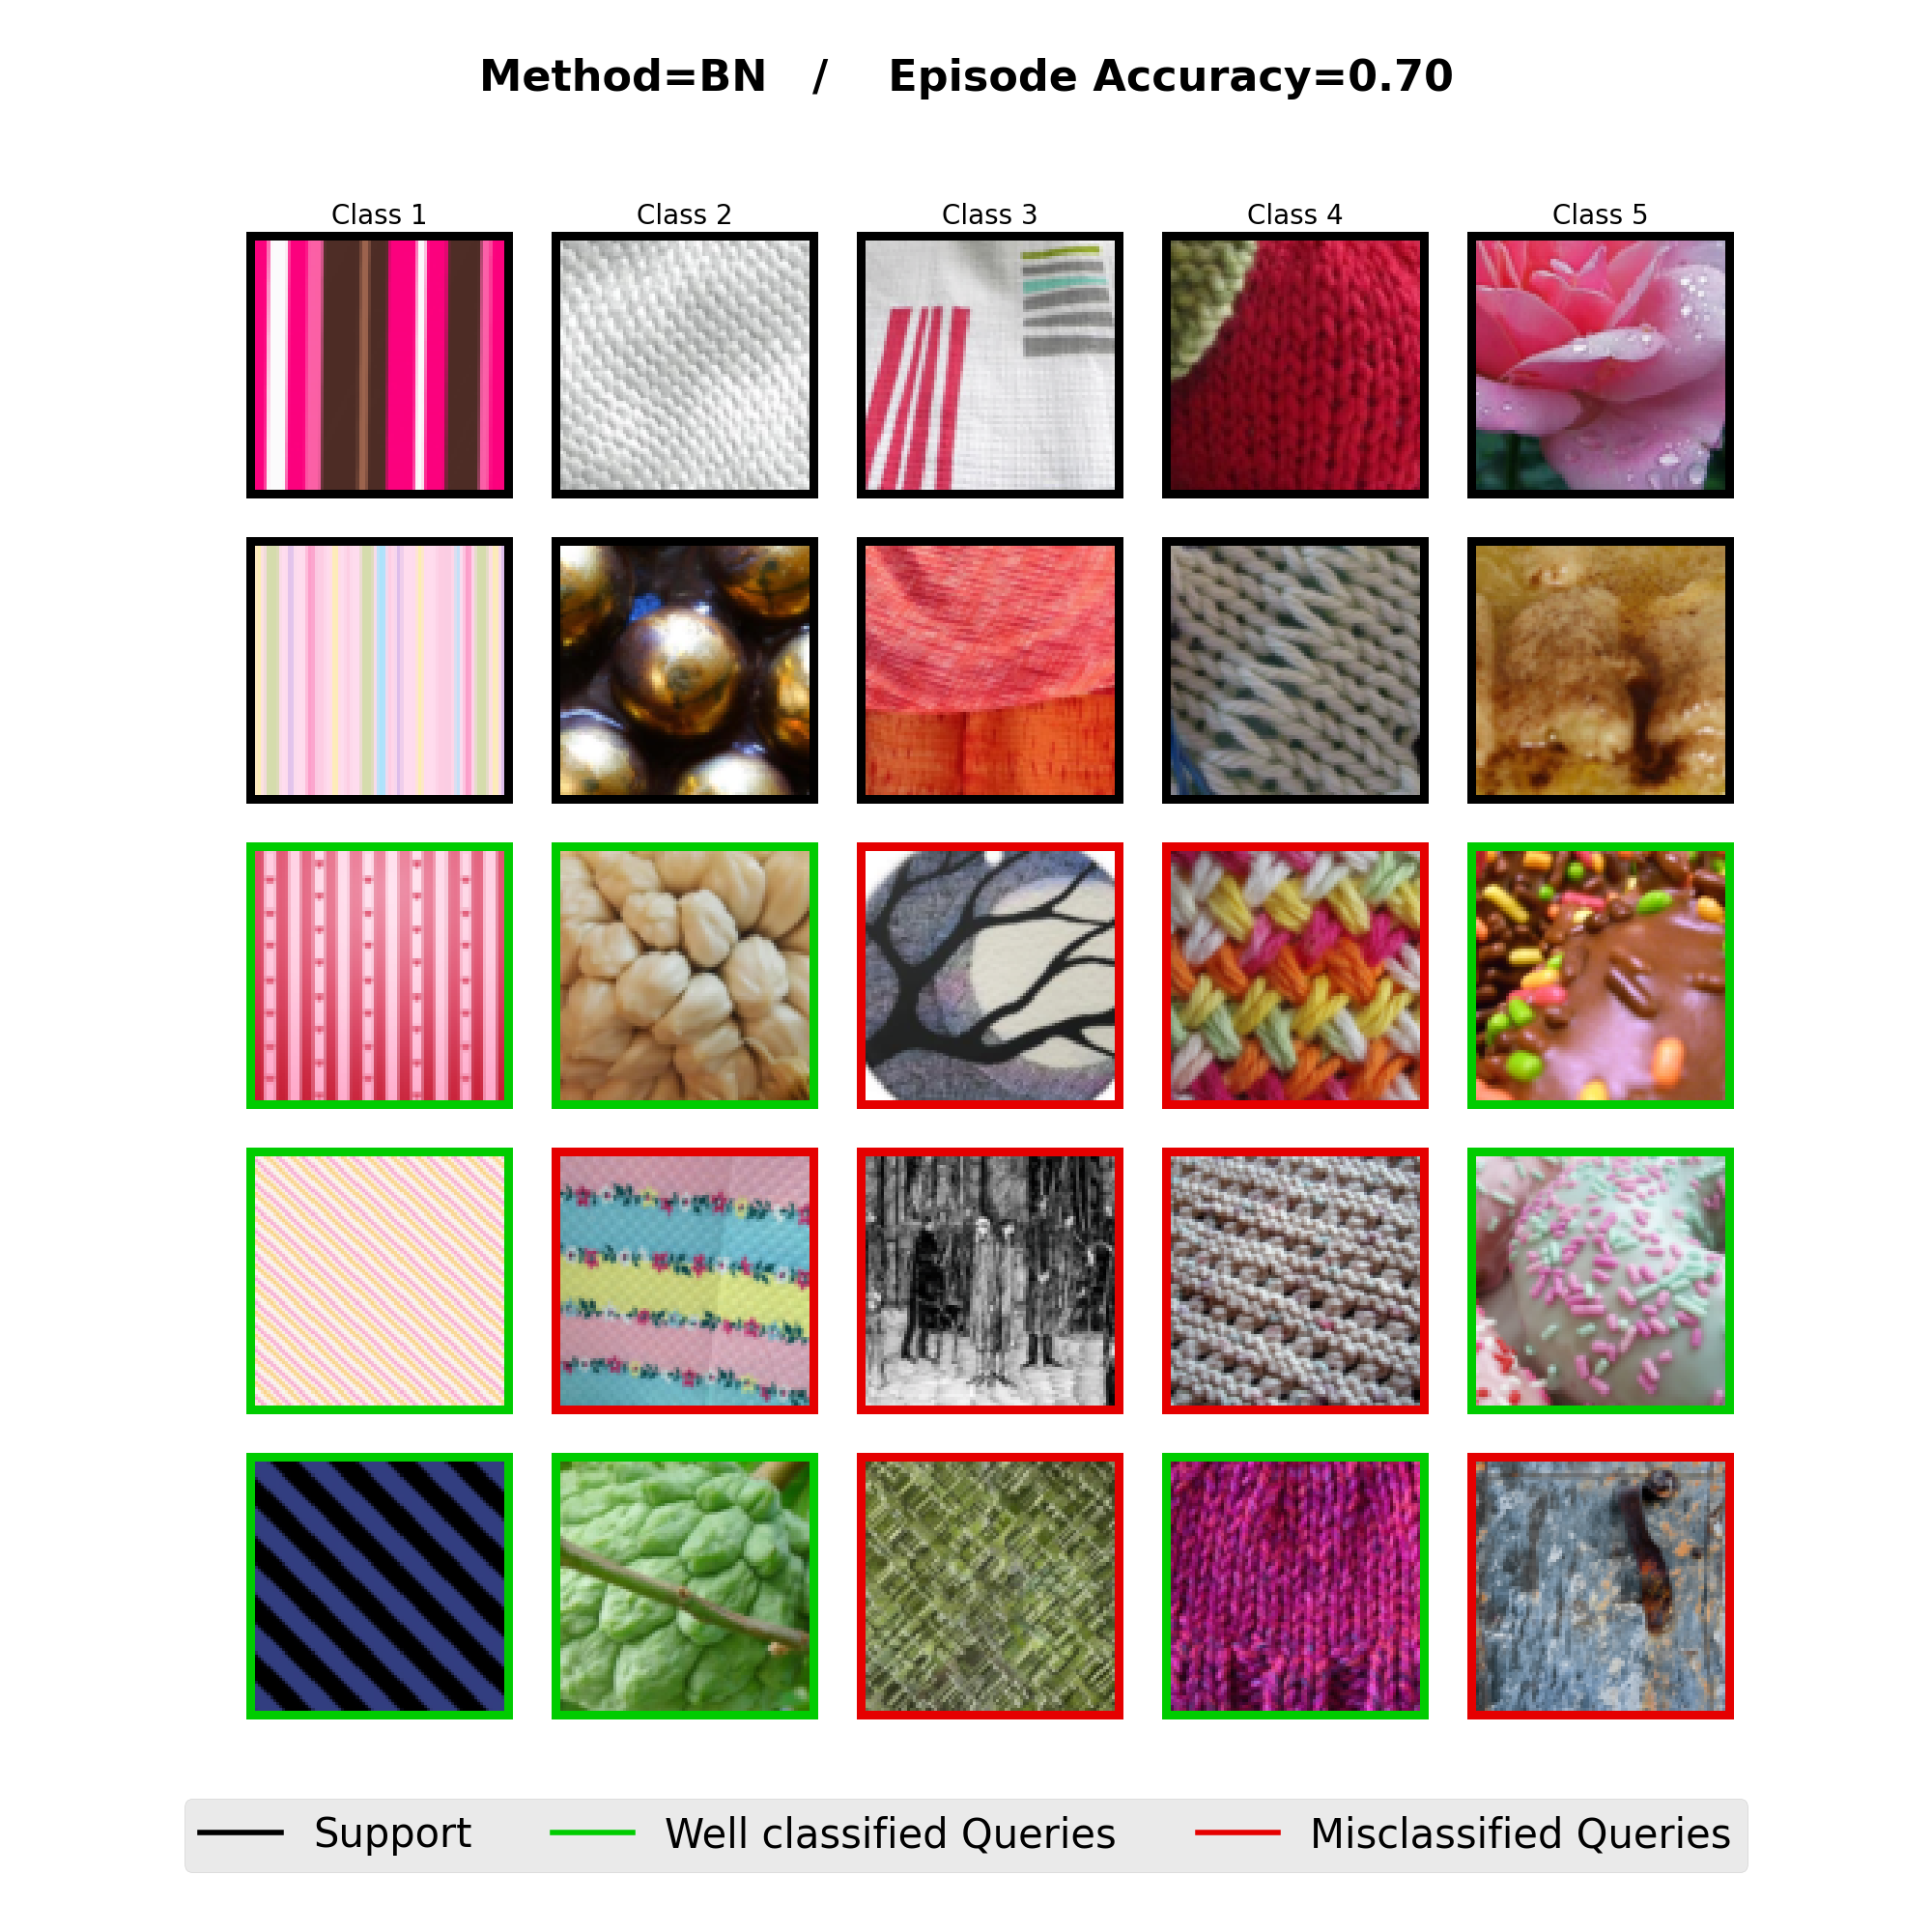 Method=BN / Episode Accuracy=0.70
Class 1 Class 2 Class 3 Class 4 Class 5
Support Well classified Queries Misclassified Queries